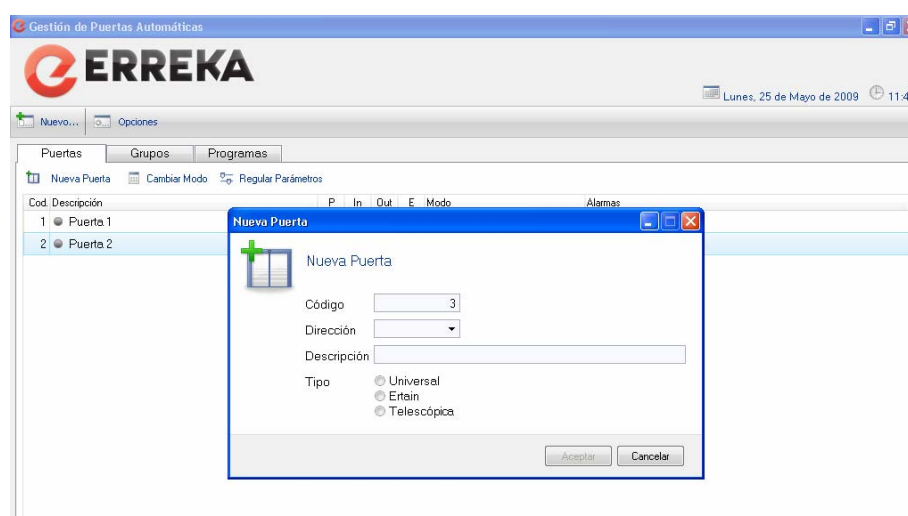 Gestión de Puertas Automáticas
ERREKA
Lunes, 25 de Mayo de 2009 11:4
Nuevo... Opciones
Puertas Grupos Programas
Nueva Puerta Cambiar Modo Regular Parámetros
Cod. Descripción P In Out E Modo Alarmas
1 Puerta 1
2 Puerta 2
Nueva Puerta
Nueva Puerta
Código 3
Dirección
Descripción
Tipo Universal
Ertain
Telescópica
Aceptar Cancelar